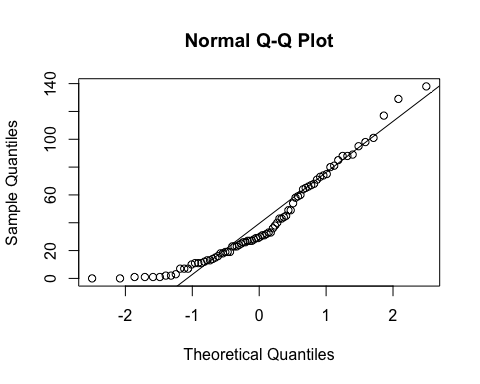 Normal Q-Q Plot
Sample Quantiles
140
100
60
20
0
-2 -1 0 1 2
Theoretical Quantiles